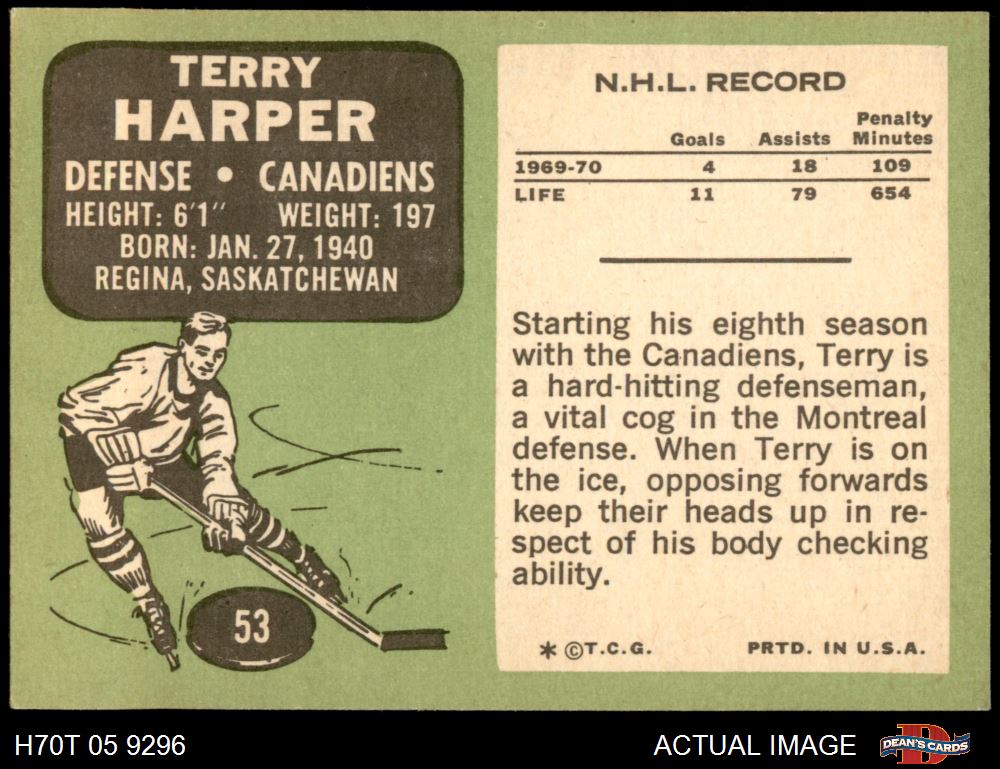 TERRY
HARPER
DEFENSE • CANADIENS
HEIGHT: 6'1" WEIGHT: 197
BORN: JAN. 27, 1940
REGINA, SASKATCHEWAN
53
N.H.L. RECORD
Goals Assists Penalty Minutes
1969-70 4 18 109
LIFE 11 79 654
Starting his eighth season
with the Canadiens, Terry is
a hard-hitting defenseman,
a vital cog in the Montreal
defense. When Terry is on
the ice, opposing forwards
keep their heads up in re-
spect of his body checking
ability.
* ©T.C.G. PRTD. IN U.S.A.
H70T 05 9296 ACTUAL IMAGE D DEAN'S CARDS